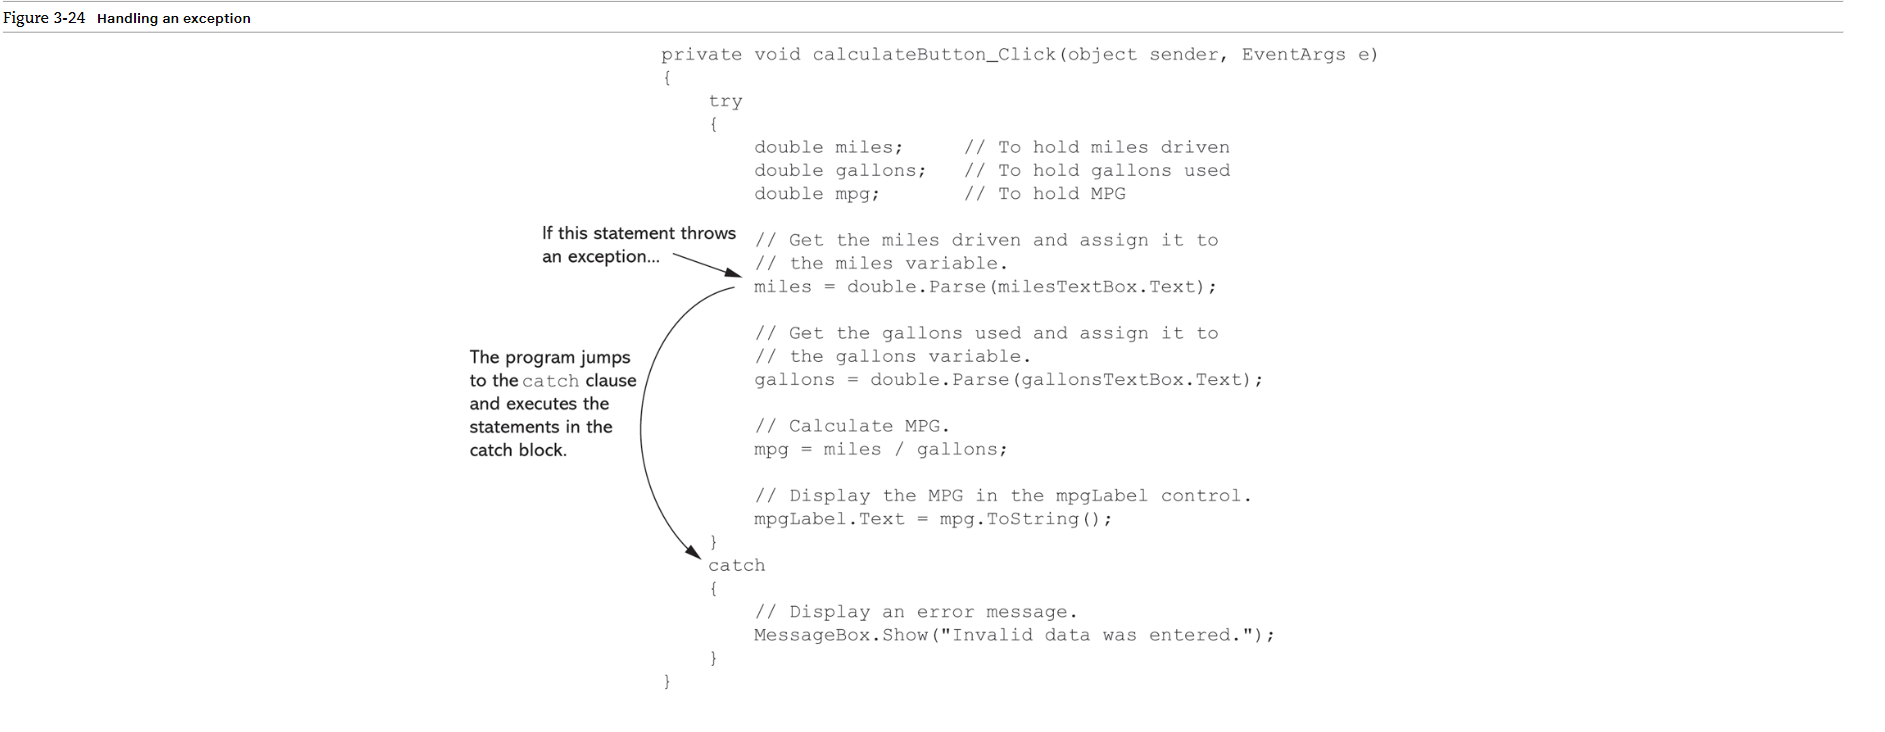 Figure 3-24 Handling an exception
private void calculateButton_Click(object sender, EventArgs e)
{
try
{
double miles; // To hold miles driven
double gallons; // To hold gallons used
double mpg; // To hold MPG
If this statement throws
an exception...
// Get the miles driven and assign it to
// the miles variable.
miles = double.Parse(milesTextBox.Text);
// Get the gallons used and assign it to
// the gallons variable.
gallons = double.Parse(gallonsTextBox.Text);
The program jumps
to the catch clause
and executes the
statements in the
catch block.
// Calculate MPG.
mpg = miles / gallons;
// Display the MPG in the mpgLabel control.
mpgLabel.Text = mpg.ToString();
}
catch
{
// Display an error message.
MessageBox.Show("Invalid data was entered.");
}
}